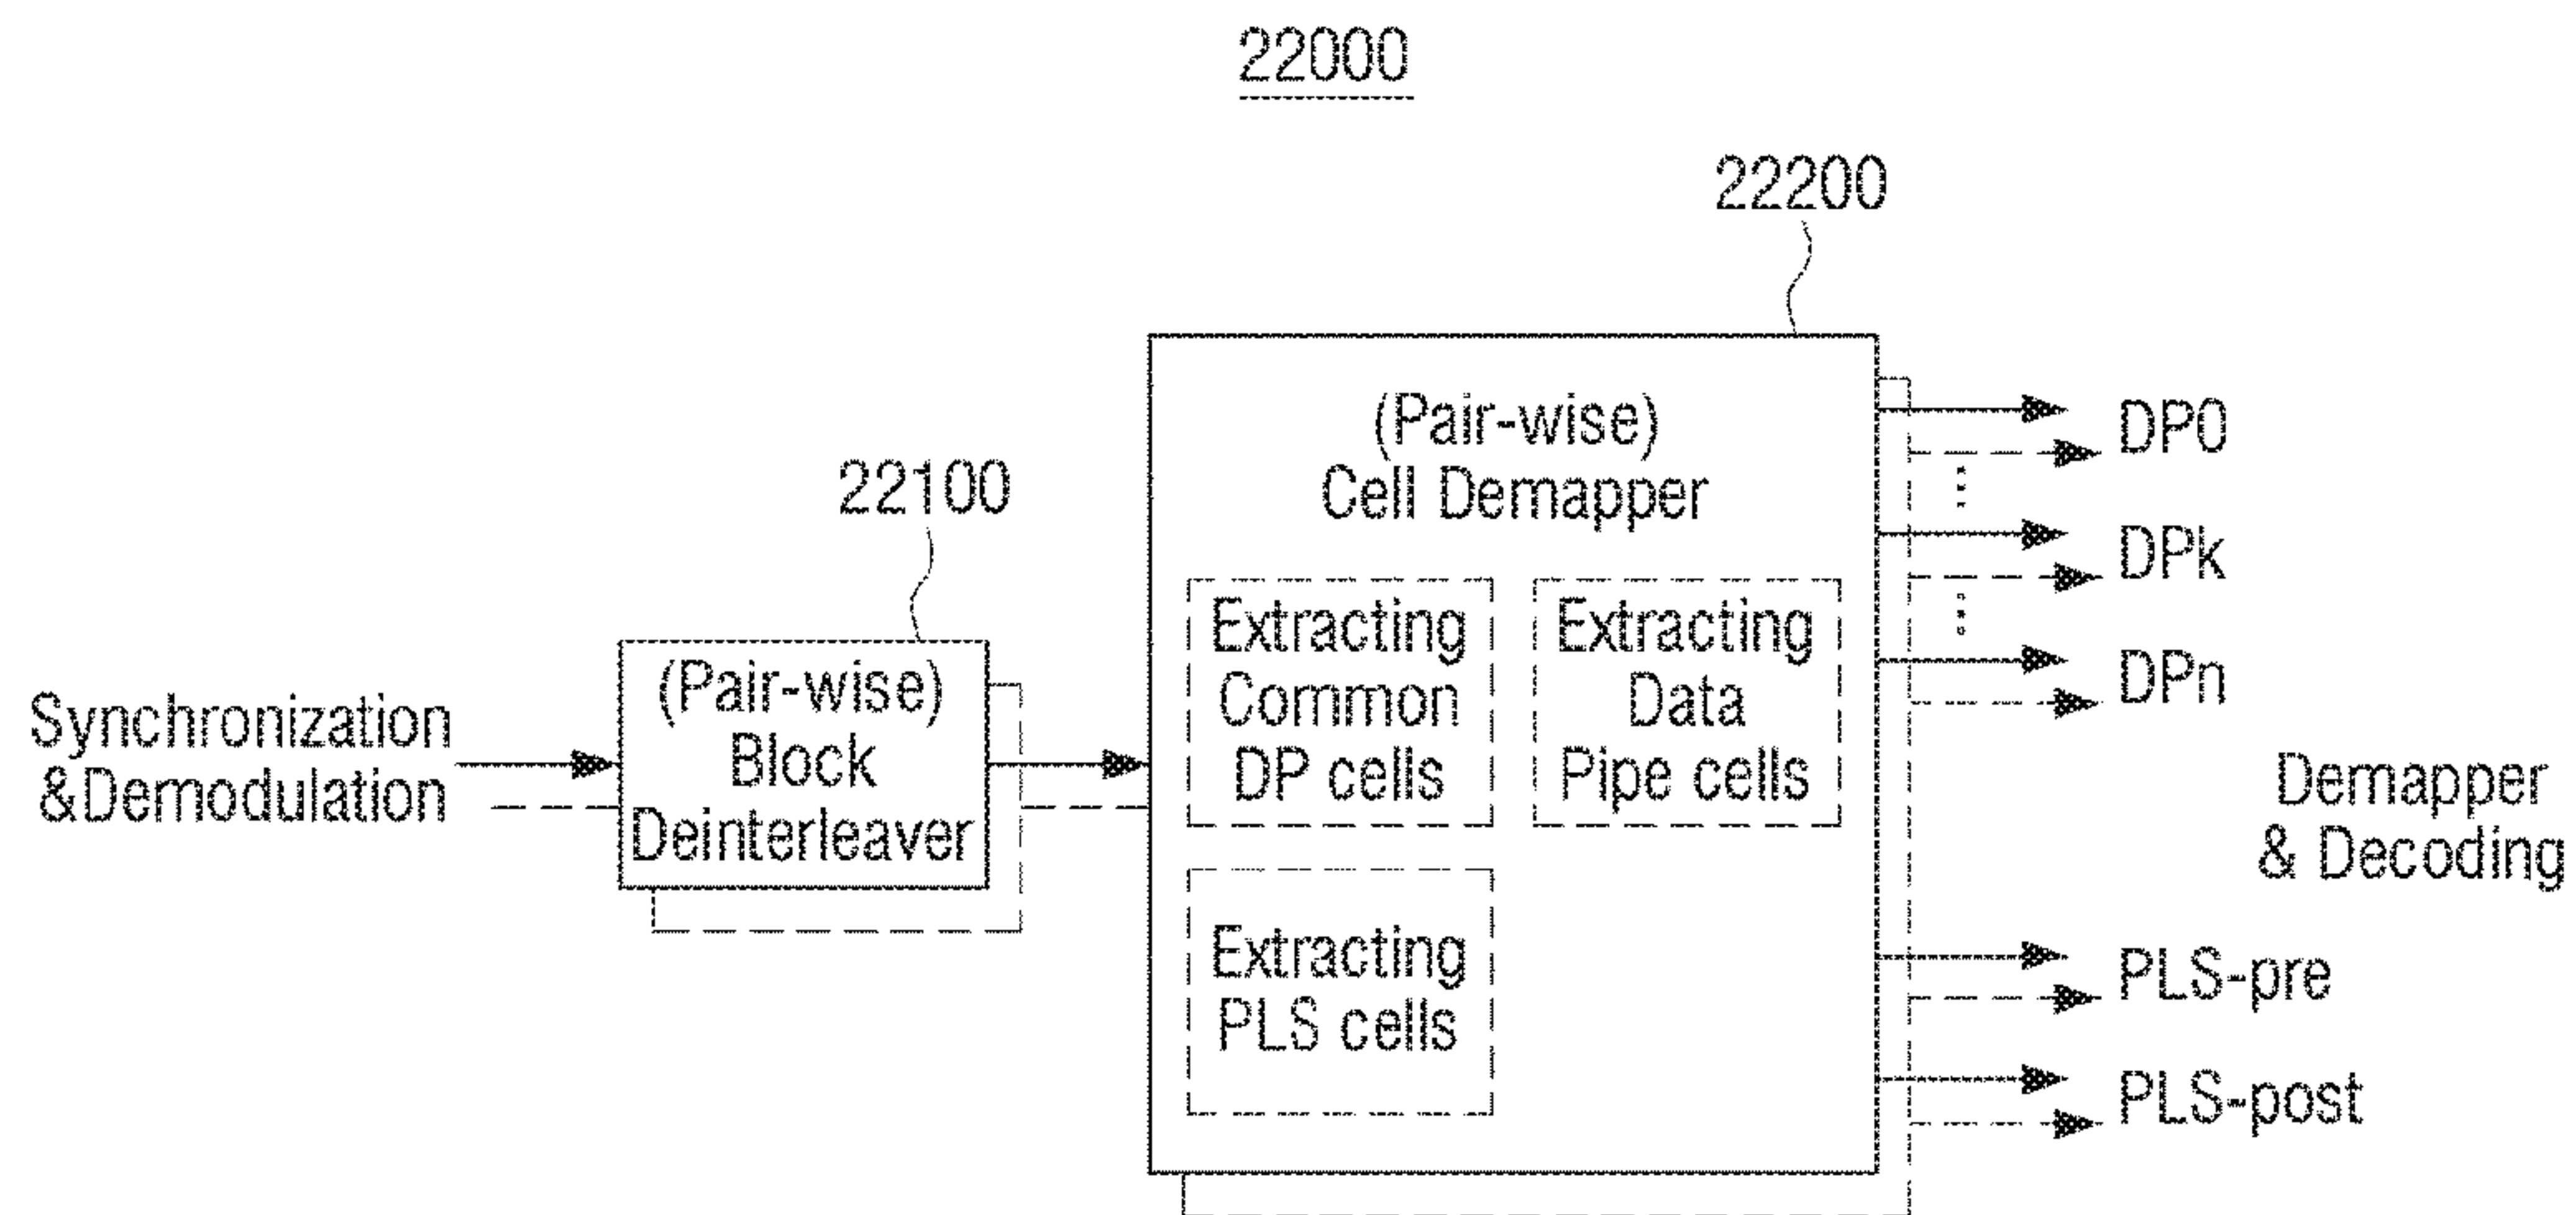 22000
22200
22100
Synchronization
&Demodulation
(Pair-wise)
Block
Deinterleaver
(Pair-wise)
Cell Demapper
Extracting
Common
DP cells
Extracting
Data
Pipe cells
Extracting
PLS cells
DP0
DPk
DPn
Demapper
& Decoding
PLS-pre
PLS-post